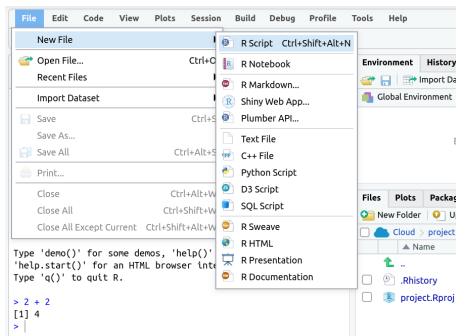 File Edit Code View Plots Session Build Debug Profile Tools Help
New File
Open File... Ctrl+O
Recent Files
Import Dataset
Save Ctrl+S
Save As...
Save All Ctrl+Alt+S
Print...
Close Ctrl+Alt+W
Close All Ctrl+Shift+W
Close All Except Current Ctrl+Shift+Alt+W
R Script Ctrl+Shift+Alt+N
R Notebook
R Markdown...
Shiny Web App...
Plumber API...
Text File
C++ File
Python Script
D3 Script
SQL Script
R Sweave
R HTML
R Presentation
R Documentation
Type 'demo()' for some demos, 'help()'
'help.start()' for an HTML browser inte
Type 'q()' to quit R.
> 2 + 2
[1] 4
>
Environment History
Import Da
Global Environment
Files Plots Packag
New Folder U
Cloud project
Name
..
.Rhistory
project.Rproj